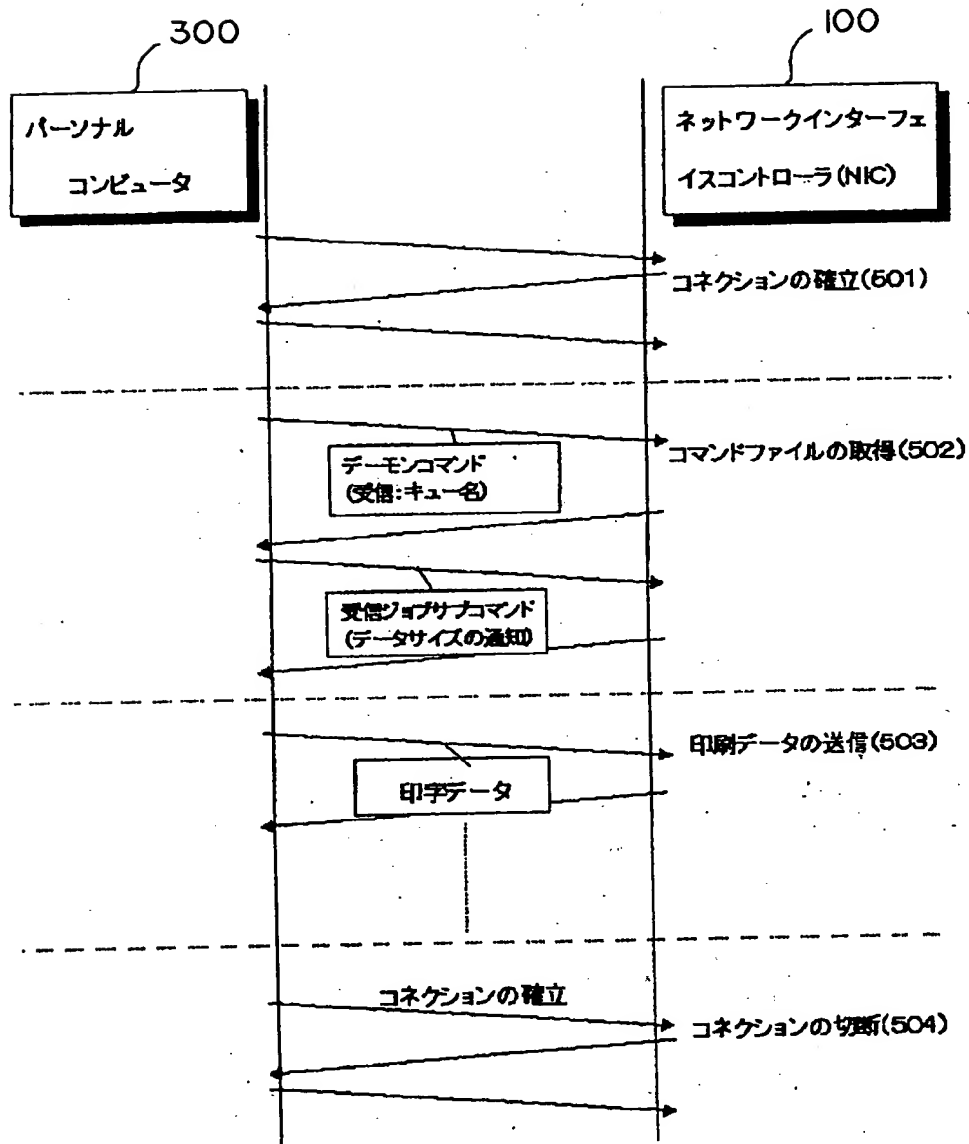 300
100
パーソナル
コンピュータ
ネットワークインターフェ
イスコントローラ(NIC)
コネクションの確立(501)
コマンドファイルの取得(502)
デーモンコマンド
(受信:キュー名)
受信ジョブサブコマンド
(データサイズの通知)
印刷データの送信(503)
印字データ
コネクションの確立
コネクションの切断(504)